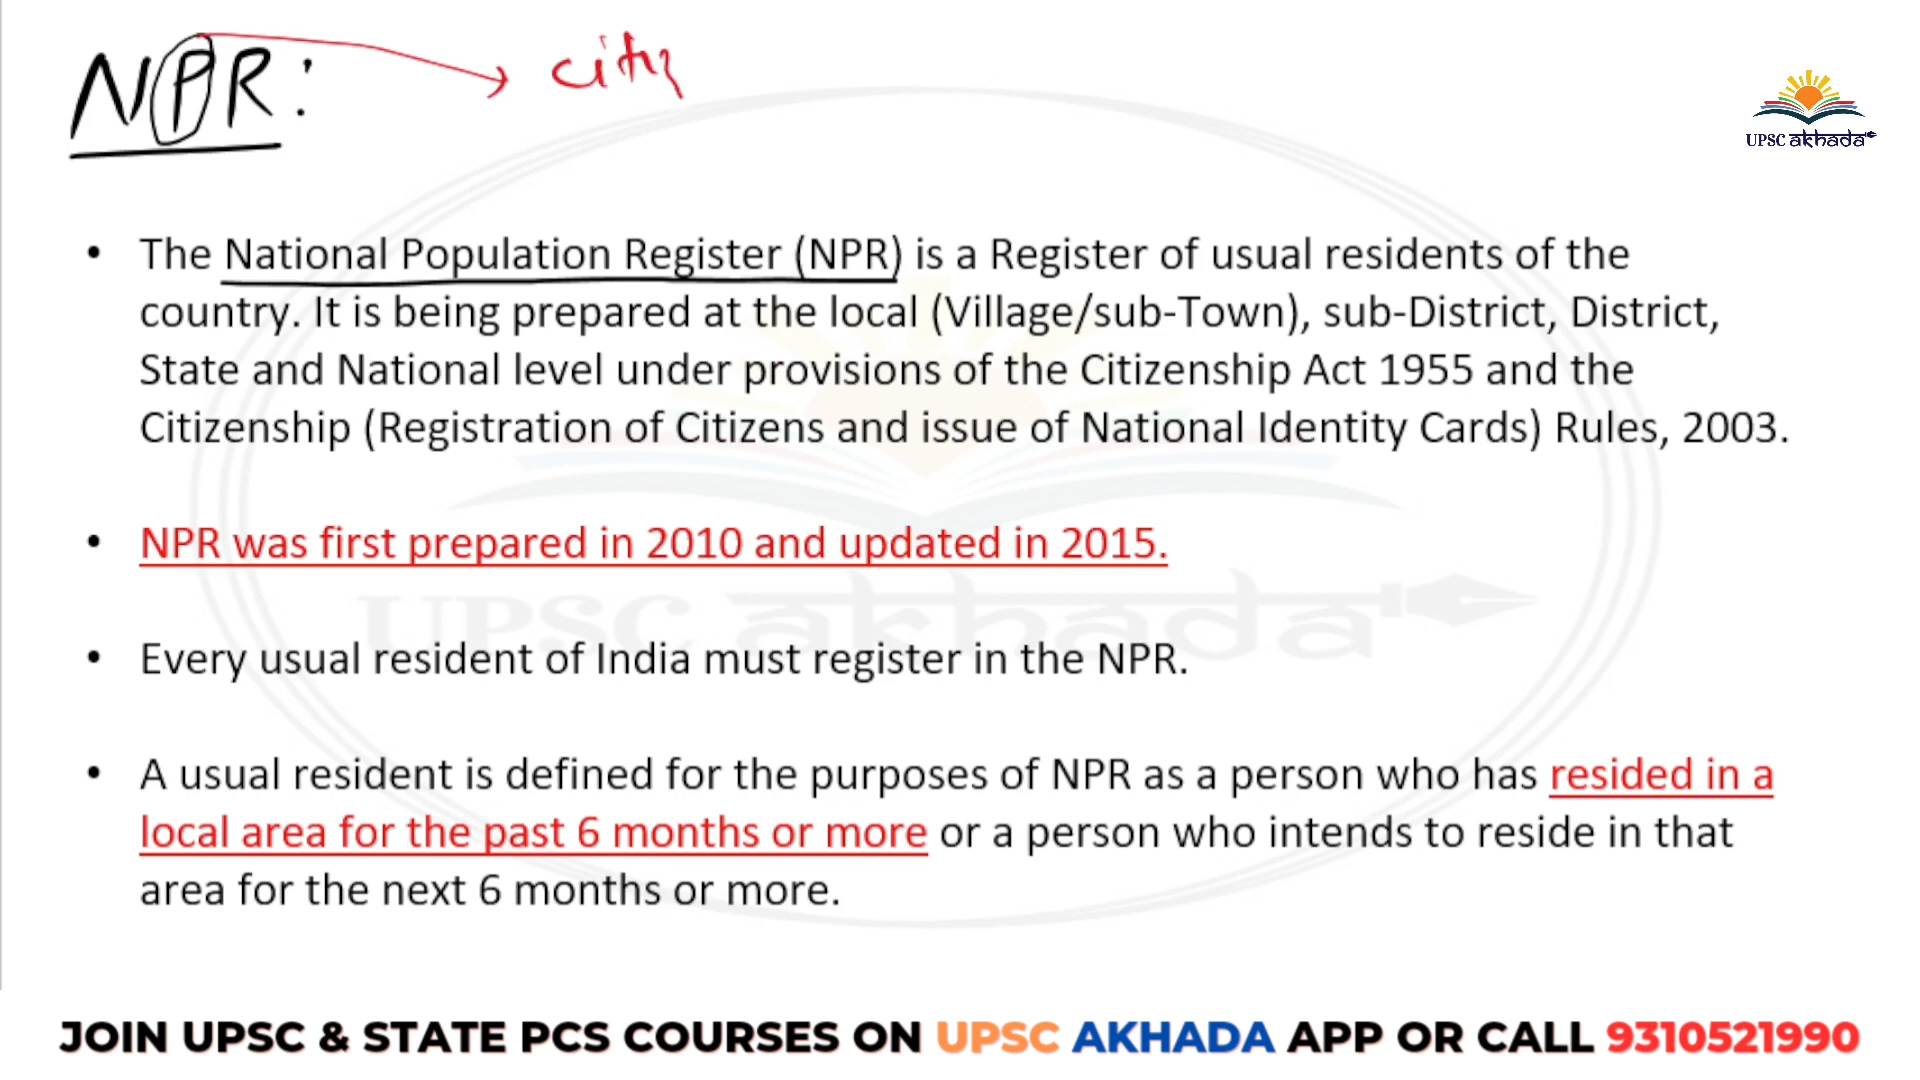 NPR:
citiz
UPSC akhada
• The National Population Register (NPR) is a Register of usual residents of the
country. It is being prepared at the local (Village/sub-Town), sub-District, District,
State and National level under provisions of the Citizenship Act 1955 and the
Citizenship (Registration of Citizens and issue of National Identity Cards) Rules, 2003.
• NPR was first prepared in 2010 and updated in 2015.
UPSC akhada
• Every usual resident of India must register in the NPR.
• A usual resident is defined for the purposes of NPR as a person who has resided in a
local area for the past 6 months or more or a person who intends to reside in that
area for the next 6 months or more.
JOIN UPSC & STATE PCS COURSES ON UPSC AKHADA APP OR CALL 9310521990